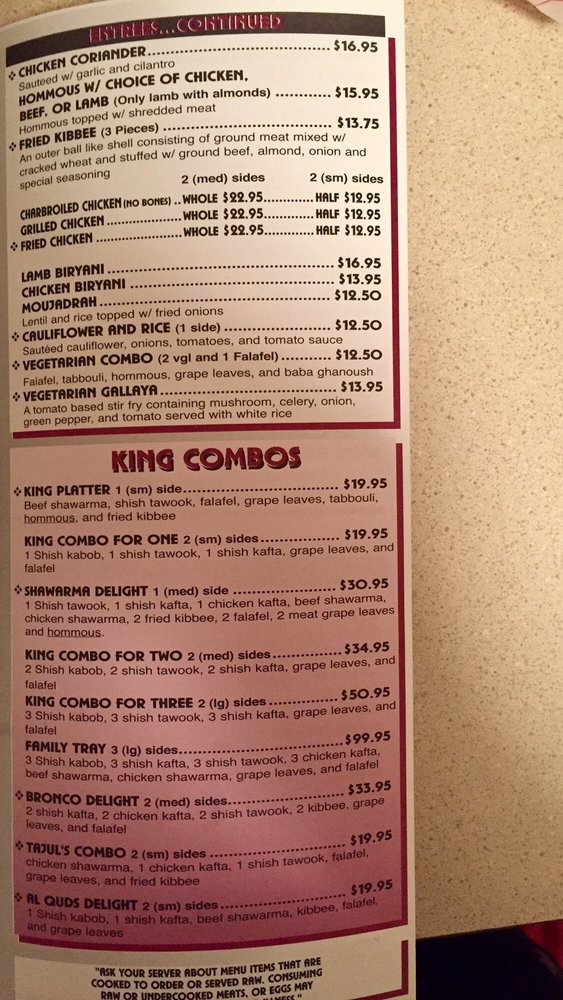 ENTREES...CONTINUED
❖ CHICKEN CORIANDER.......................................$16.95
Sauteed w/ garlic and cilantro
HOMMOUS W/ CHOICE OF CHICKEN,
BEEF, OR LAMB (Only lamb with almonds) ............$15.95
Hommous topped w/ shredded meat
❖ FRIED KIBBEE (3 Pieces) .....................................$13.75
An outer ball like shell consisting of ground meat mixed w/
cracked wheat and stuffed w/ ground beef, almond, onion and
special seasoning
2 (med) sides 2 (sm) sides
CHARBROILED CHICKEN (NO BONES) ..WHOLE $22.95............HALF $12.95
GRILLED CHICKEN ..................WHOLE $22.95............HALF $12.95
❖ FRIED CHICKEN ....................WHOLE $22.95............HALF $12.95
LAMB BIRYANI ................................................$16.95
CHICKEN BIRYANI ...........................................$13.95
MOUJADRAH ..................................................$12.50
Lentil and rice topped w/ fried onions
❖ CAULIFLOWER AND RICE (1 side) .......................$12.50
Sautéed cauliflower, onions, tomatoes, and tomato sauce
❖ VEGETARIAN COMBO (2 vgl and 1 Falafel)...........$12.50
Falafel, tabbouli, hommous, grape leaves, and baba ghanoush
❖ VEGETARIAN GALLAYA .....................................$13.95
A tomato based stir fry containing mushroom, celery, onion,
green pepper, and tomato served with white rice
KING COMBOS
❖ KING PLATTER 1 (sm) side................................$19.95
Beef shawarma, shish tawook, falafel, grape leaves, tabbouli,
hommous, and fried kibbee
KING COMBO FOR ONE 2 (sm) sides.................$19.95
1 Shish kabob, 1 shish tawook, 1 shish kafta, grape leaves, and
falafel
❖ SHAWARMA DELIGHT 1 (med) side ....................$30.95
1 Shish tawook, 1 shish kafta, 1 chicken kafta, beef shawarma,
chicken shawarma, 2 fried kibbee, 2 falafel, 2 meat grape leaves
and hommous.
KING COMBO FOR TWO 2 (med) sides...............$34.95
2 Shish kabob, 2 shish tawook, 2 shish kafta, grape leaves, and
falafel
KING COMBO FOR THREE 2 (lg) sides...............$50.95
3 Shish kabob, 3 shish tawook, 3 shish kafta, grape leaves, and
falafel
FAMILY TRAY 3 (lg) sides...................................$99.95
3 Shish kabob, 3 shish kafta, 3 shish tawook, 3 chicken kafta,
beef shawarma, chicken shawarma, grape leaves, and falafel
❖ BRONCO DELIGHT 2 (med) sides........................$33.95
2 shish kafta, 2 chicken kafta, 2 shish tawook, 2 kibbee, grape
leaves, and falafel
❖ TAJUL'S COMBO 2 (sm) sides ............................$19.95
chicken shawarma, 1 chicken kafta, 1 shish tawook, falafel,
grape leaves, and fried kibbee
❖ AL QUDS DELIGHT 2 (sm) sides .........................$19.95
1 Shish kabob, 1 shish kafta, beef shawarma, kibbee, falafel,
and grape leaves
"ASK YOUR SERVER ABOUT MENU ITEMS THAT ARE
COOKED TO ORDER OR SERVED RAW. CONSUMING
RAW OR UNDERCOOKED MEATS, OR EGGS MAY